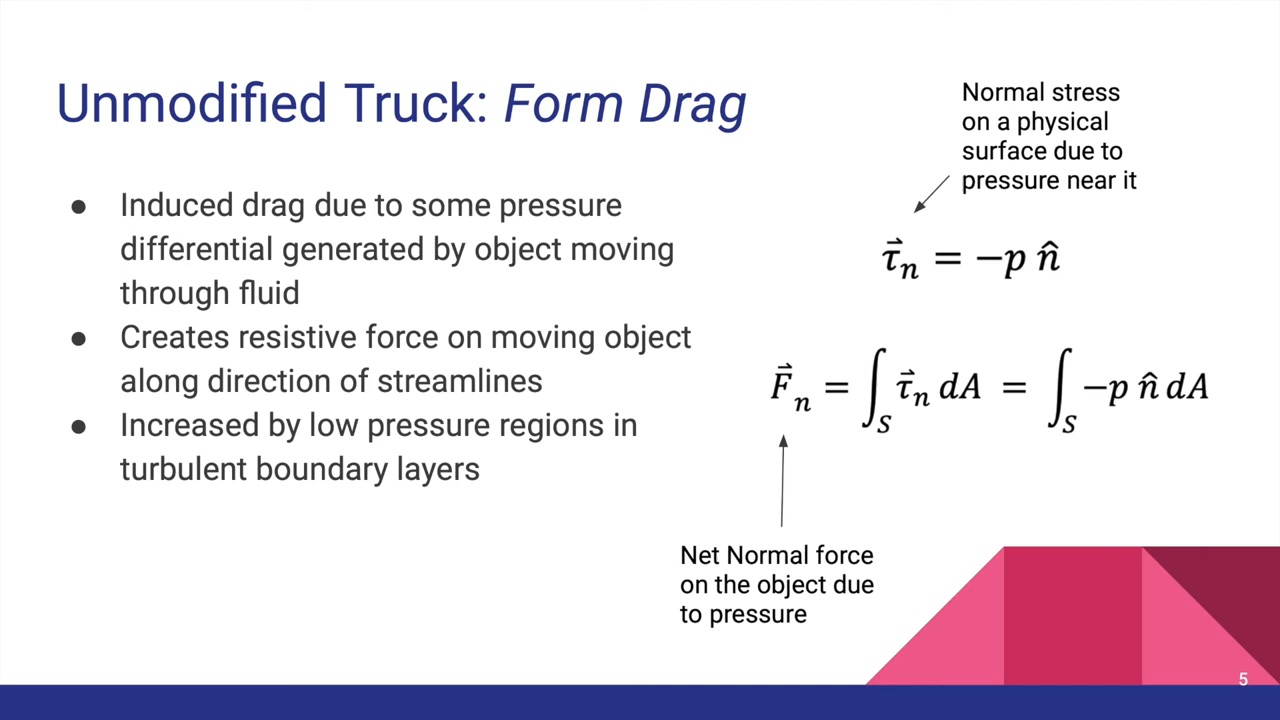 Unmodified Truck: Form Drag
● Induced drag due to some pressure
differential generated by object moving
through fluid
● Creates resistive force on moving object
along direction of streamlines
● Increased by low pressure regions in
turbulent boundary layers
Normal stress
on a physical
surface due to
pressure near it
τ⃗ₙ = −p n̂
F⃗ₙ = ∫_S τ⃗ₙ dA = ∫_S −p n̂ dA
Net Normal force
on the object due
to pressure
5